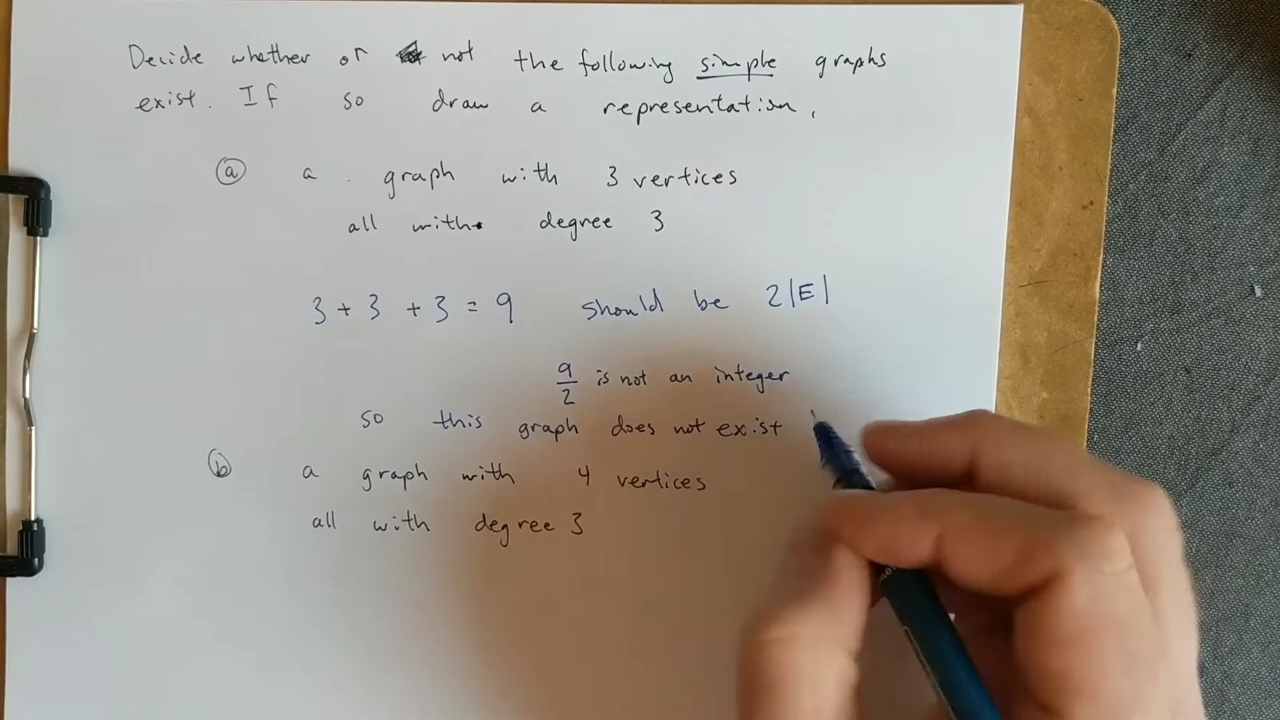 Decide whether or not the following simple graphs
exist. If so draw a representation.
(a) a graph with 3 vertices
all with degree 3
3 + 3 + 3 = 9 should be 2|E|
9/2 is not an integer
so this graph does not exist
(b) a graph with 4 vertices
all with degree 3